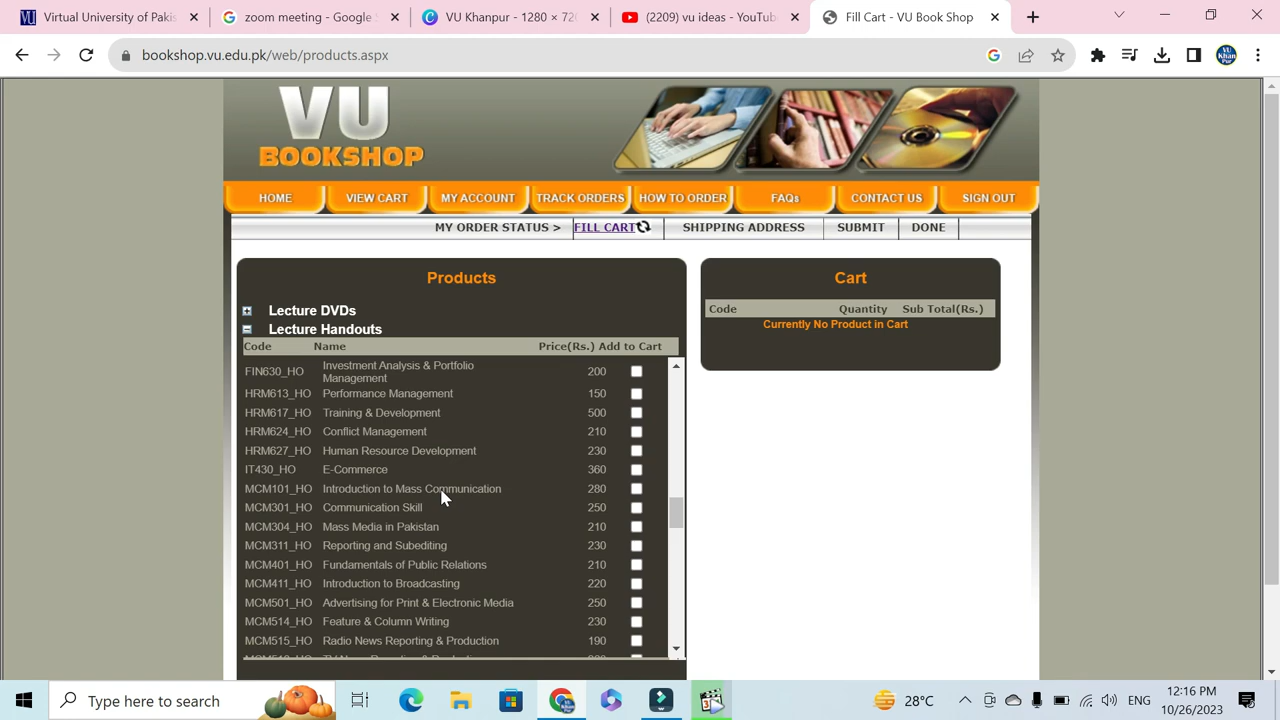 Virtual University of Pakis
zoom meeting - Google
VU Khanpur - 1280 × 720
(2209) vu ideas - YouTub
Fill Cart - VU Book Shop
bookshop.vu.edu.pk/web/products.aspx
VU
Khan
Pur
VU
BOOKSHOP
HOME VIEW CART MY ACCOUNT TRACK ORDERS HOW TO ORDER FAQs CONTACT US SIGN OUT
MY ORDER STATUS > FILL CART SHIPPING ADDRESS SUBMIT DONE
Products
Lecture DVDs
Lecture Handouts
Code Name Price(Rs.) Add to Cart
FIN630_HO Investment Analysis & Portfolio Management 200
HRM613_HO Performance Management 150
HRM617_HO Training & Development 500
HRM624_HO Conflict Management 210
HRM627_HO Human Resource Development 230
IT430_HO E-Commerce 360
MCM101_HO Introduction to Mass Communication 280
MCM301_HO Communication Skill 250
MCM304_HO Mass Media in Pakistan 210
MCM311_HO Reporting and Subediting 230
MCM401_HO Fundamentals of Public Relations 210
MCM411_HO Introduction to Broadcasting 220
MCM501_HO Advertising for Print & Electronic Media 250
MCM514_HO Feature & Column Writing 230
MCM515_HO Radio News Reporting & Production 190
Cart
Code Quantity Sub Total(Rs.)
Currently No Product in Cart
Type here to search
28°C
ENG
12:16 PM
10/26/2023